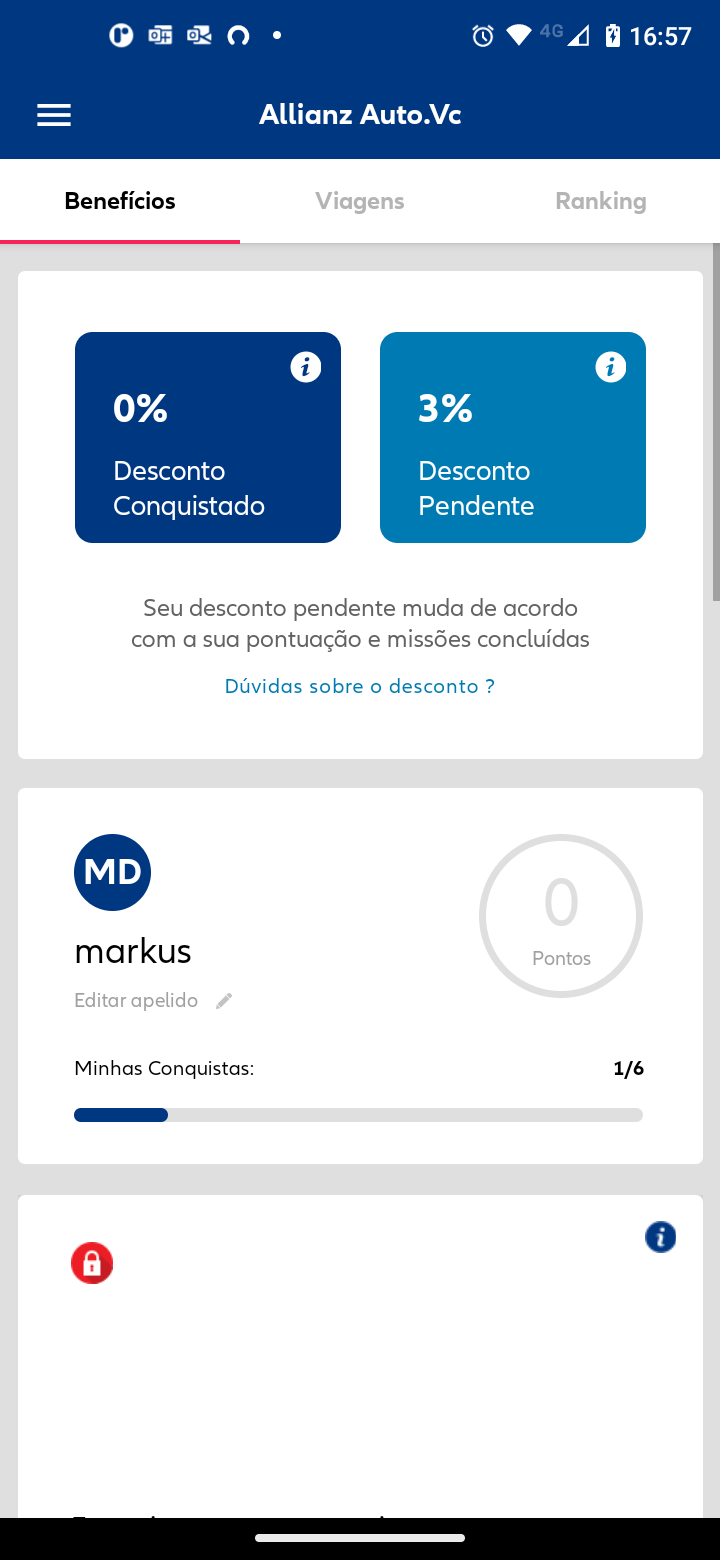 4G 16:57
Allianz Auto.Vc
Benefícios Viagens Ranking
0%
Desconto
Conquistado
3%
Desconto
Pendente
Seu desconto pendente muda de acordo
com a sua pontuação e missões concluídas
Dúvidas sobre o desconto ?
MD
markus
Editar apelido
0
Pontos
Minhas Conquistas: 1/6